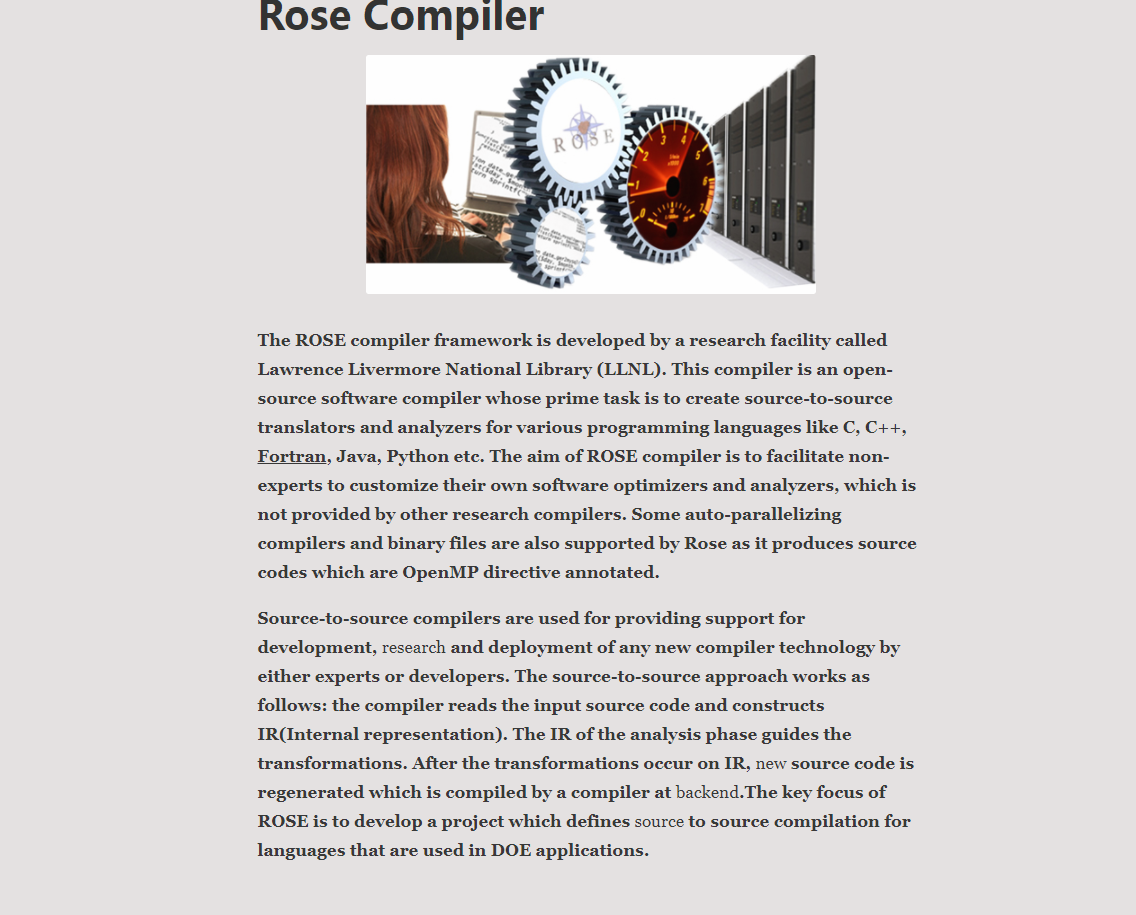 Rose Compiler
ROSE
The ROSE compiler framework is developed by a research facility called
Lawrence Livermore National Library (LLNL). This compiler is an open-
source software compiler whose prime task is to create source-to-source
translators and analyzers for various programming languages like C, C++,
Fortran, Java, Python etc. The aim of ROSE compiler is to facilitate non-
experts to customize their own software optimizers and analyzers, which is
not provided by other research compilers. Some auto-parallelizing
compilers and binary files are also supported by Rose as it produces source
codes which are OpenMP directive annotated.
Source-to-source compilers are used for providing support for
development, research and deployment of any new compiler technology by
either experts or developers. The source-to-source approach works as
follows: the compiler reads the input source code and constructs
IR(Internal representation). The IR of the analysis phase guides the
transformations. After the transformations occur on IR, new source code is
regenerated which is compiled by a compiler at backend.The key focus of
ROSE is to develop a project which defines source to source compilation for
languages that are used in DOE applications.